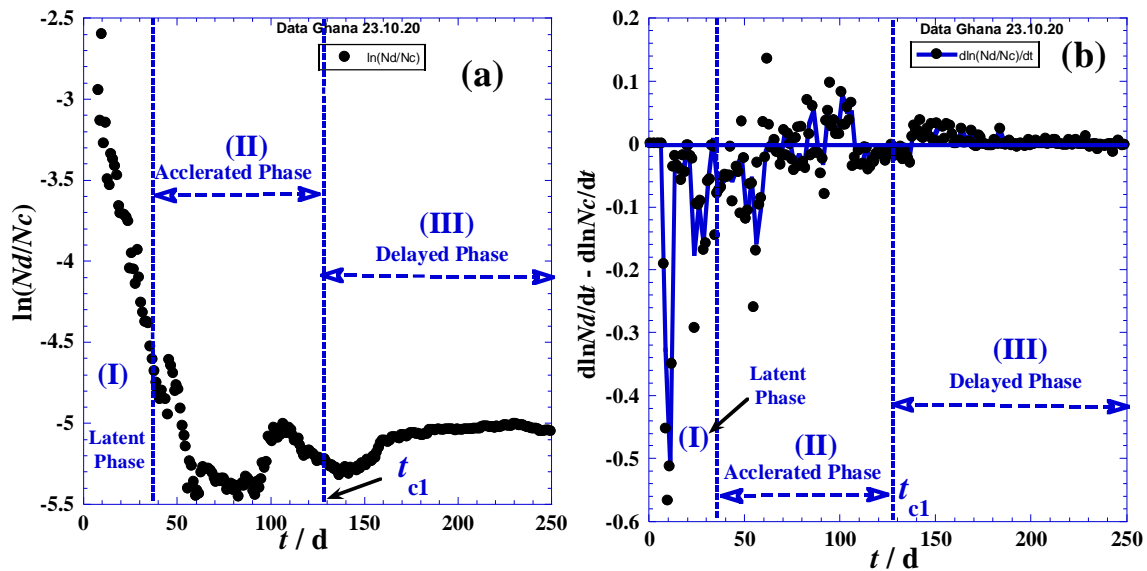 Data Ghana 23.10.20
ln(Nd/Nc)
(a)
(II)
Acclerated Phase
(III)
Delayed Phase
(I)
Latent
Phase
t
c1
ln(Nd/Nc)
-2.5
-3
-3.5
-4
-4.5
-5
-5.5
0 50 100 150 200 250
t / d
Data Ghana 23.10.20
dln(Nd/Nc)/dt
(b)
(III)
Delayed Phase
Latent
Phase
(I)
(II)
Acclerated Phase
t
c1
dlnNd/dt - dlnNc/dt
0.2
0.1
0
-0.1
-0.2
-0.3
-0.4
-0.5
-0.6
0 50 100 150 200 250
t / d